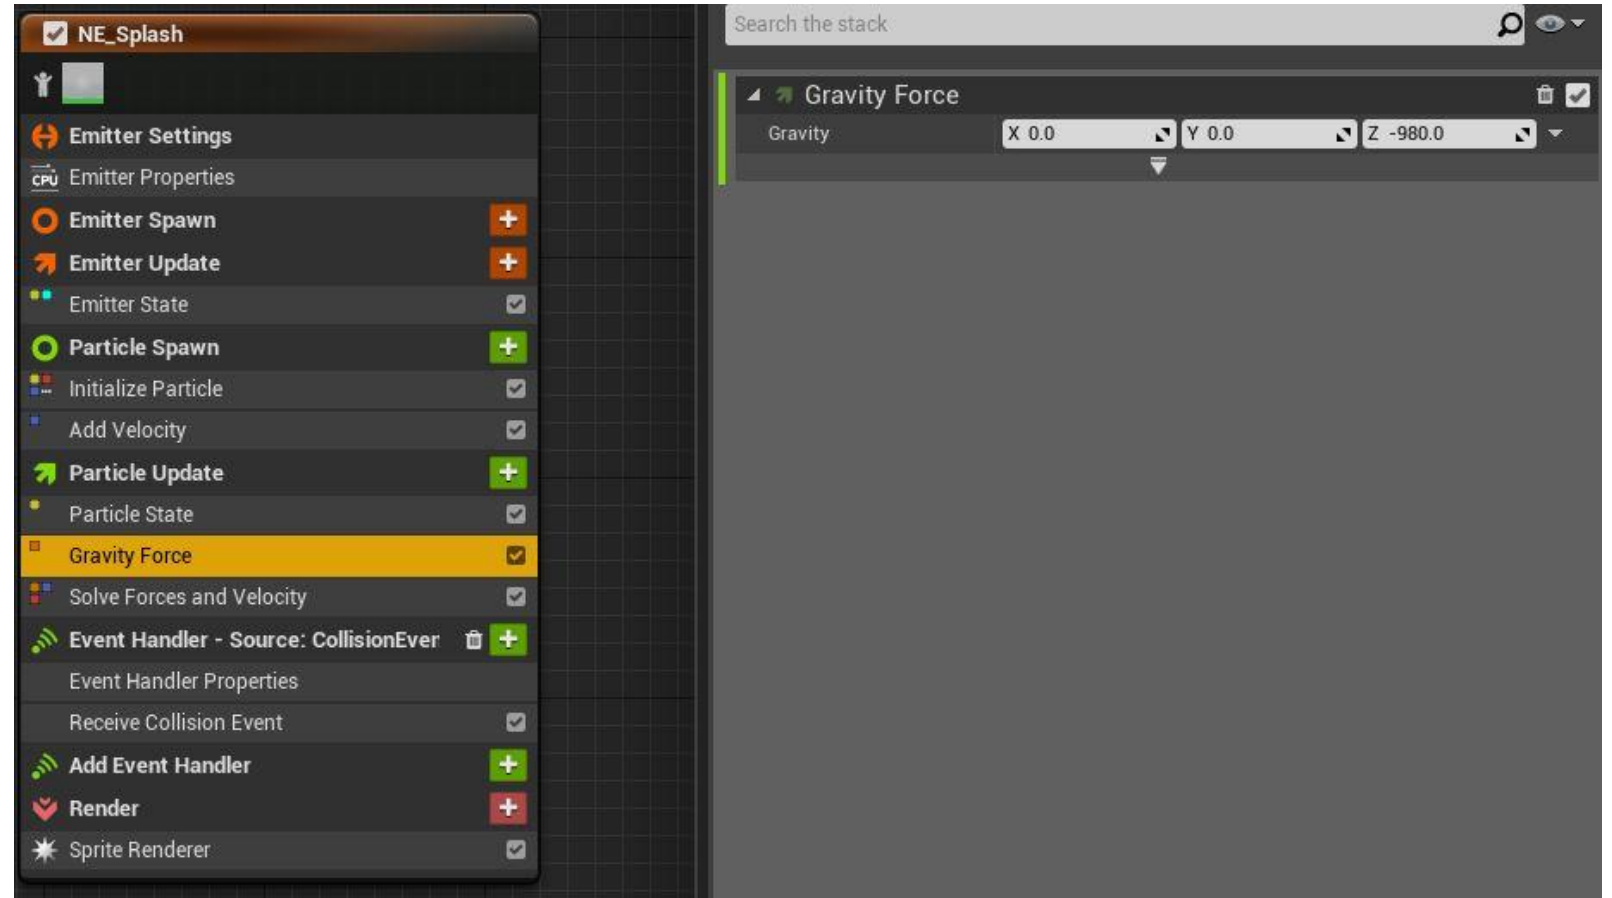 NE_Splash
Emitter Settings
CPU Emitter Properties
Emitter Spawn
Emitter Update
Emitter State
Particle Spawn
Initialize Particle
Add Velocity
Particle Update
Particle State
Gravity Force
Solve Forces and Velocity
Event Handler - Source: CollisionEver
Event Handler Properties
Receive Collision Event
Add Event Handler
Render
Sprite Renderer
Search the stack
Gravity Force
Gravity X 0.0 Y 0.0 Z -980.0